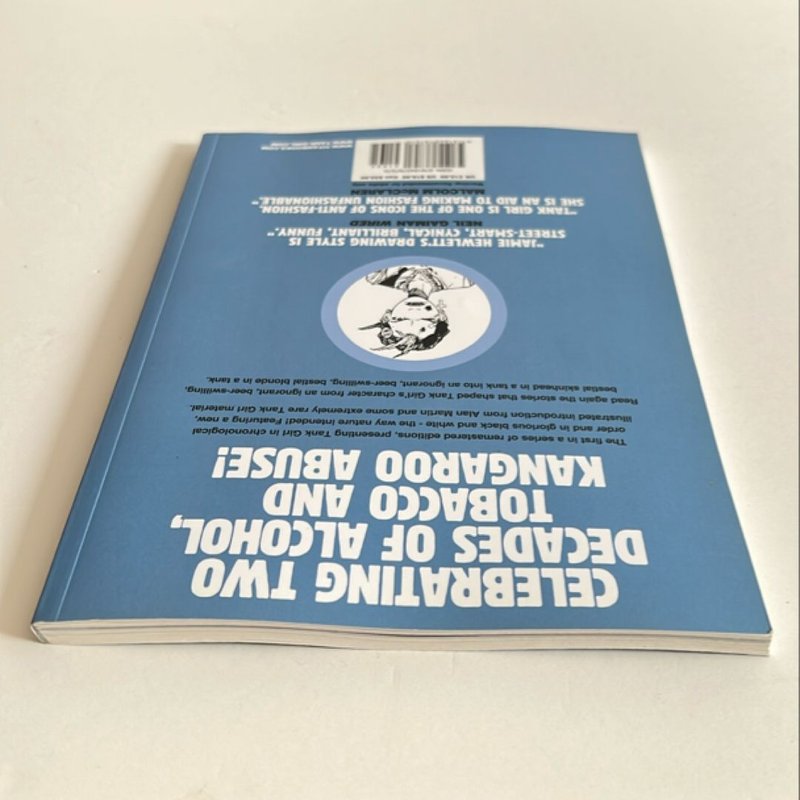 CELEBRATING TWO
DECADES OF ALCOHOL,
TOBACCO AND
KANGAROO ABUSE!
The first in a series of remastered editions, presenting Tank Girl in chronological
order and in glorious black and white - the way nature intended! Featuring a new,
illustrated introduction from Alan Martin and some extremely rare Tank Girl material.
Read again the stories that shaped Tank Girl's character from an ignorant, beer-swilling,
bestial skinhead in a tank into an ignorant, beer-swilling, bestial blonde in a tank.
"JAMIE HEWLETT'S DRAWING STYLE IS
STREET-SMART, CYNICAL, BRILLIANT, FUNNY."
NEIL GAIMAN WIRED
"TANK GIRL IS ONE OF THE ICONS OF ANTI-FASHION.
SHE IS AN AID TO MAKING FASHION UNFASHIONABLE."
MALCOLM McCLAREN